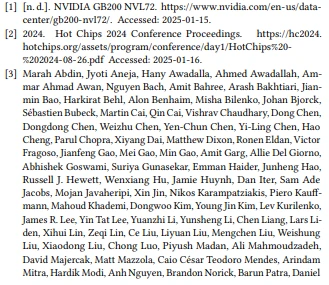 [1] [n. d.]. NVIDIA GB200 NVL72. https://www.nvidia.com/en-us/data-
center/gb200-nvl72/. Accessed: 2025-01-15.
[2] 2024. Hot Chips 2024 Conference Proceedings. https://hc2024.
hotchips.org/assets/program/conference/day1/HotChips%20-
%202024-08-26.pdf Accessed: 2025-01-16.
[3] Marah Abdin, Jyoti Aneja, Hany Awadalla, Ahmed Awadallah, Am-
mar Ahmad Awan, Nguyen Bach, Amit Bahree, Arash Bakhtiari, Jian-
min Bao, Harkirat Behl, Alon Benhaim, Misha Bilenko, Johan Bjorck,
Sébastien Bubeck, Martin Cai, Qin Cai, Vishrav Chaudhary, Dong Chen,
Dongdong Chen, Weizhu Chen, Yen-Chun Chen, Yi-Ling Chen, Hao
Cheng, Parul Chopra, Xiyang Dai, Matthew Dixon, Ronen Eldan, Victor
Fragoso, Jianfeng Gao, Mei Gao, Min Gao, Amit Garg, Allie Del Giorno,
Abhishek Goswami, Suriya Gunasekar, Emman Haider, Junheng Hao,
Russell J. Hewett, Wenxiang Hu, Jamie Huynh, Dan Iter, Sam Ade
Jacobs, Mojan Javaheripi, Xin Jin, Nikos Karampatziakis, Piero Kauff-
mann, Mahoud Khademi, Dongwoo Kim, Young Jin Kim, Lev Kurilenko,
James R. Lee, Yin Tat Lee, Yuanzhi Li, Yunsheng Li, Chen Liang, Lars Li-
den, Xihui Lin, Zeqi Lin, Ce Liu, Liyuan Liu, Mengchen Liu, Weishung
Liu, Xiaodong Liu, Chong Luo, Piyush Madan, Ali Mahmoudzadeh,
David Majercak, Matt Mazzola, Caio César Teodoro Mendes, Arindam
Mitra, Hardik Modi, Anh Nguyen, Brandon Norick, Barun Patra, Daniel